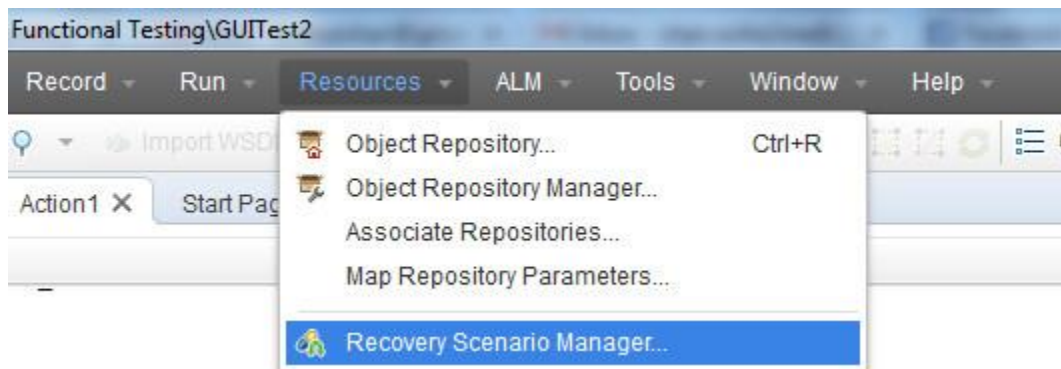 Functional Testing\GUITest2
Record Run Resources ALM Tools Window Help
Import WSD
Object Repository... Ctrl+R
Object Repository Manager...
Action1 Start Pag
Associate Repositories...
Map Repository Parameters...
Recovery Scenario Manager...